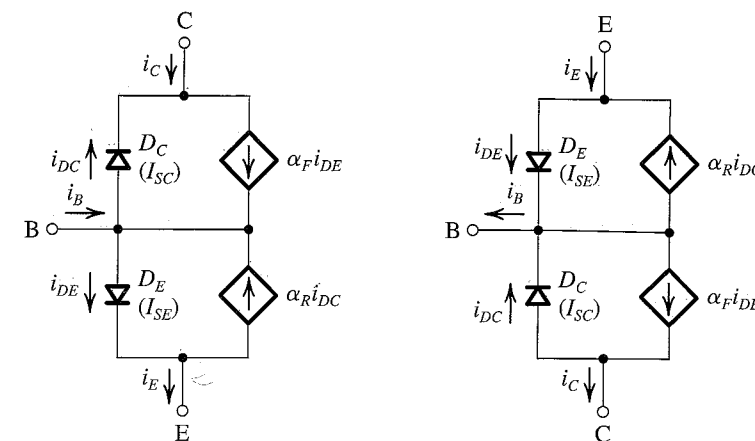 C
i_C
D_C
(I_SC)
i_DC
α_F i_DE
i_B
B
i_DE
D_E
(I_SE)
α_R i_DC
i_E
E
E
i_E
i_DE
D_E
(I_SE)
α_R i_DC
i_B
B
i_DC
D_C
(I_SC)
α_F i_DE
i_C
C